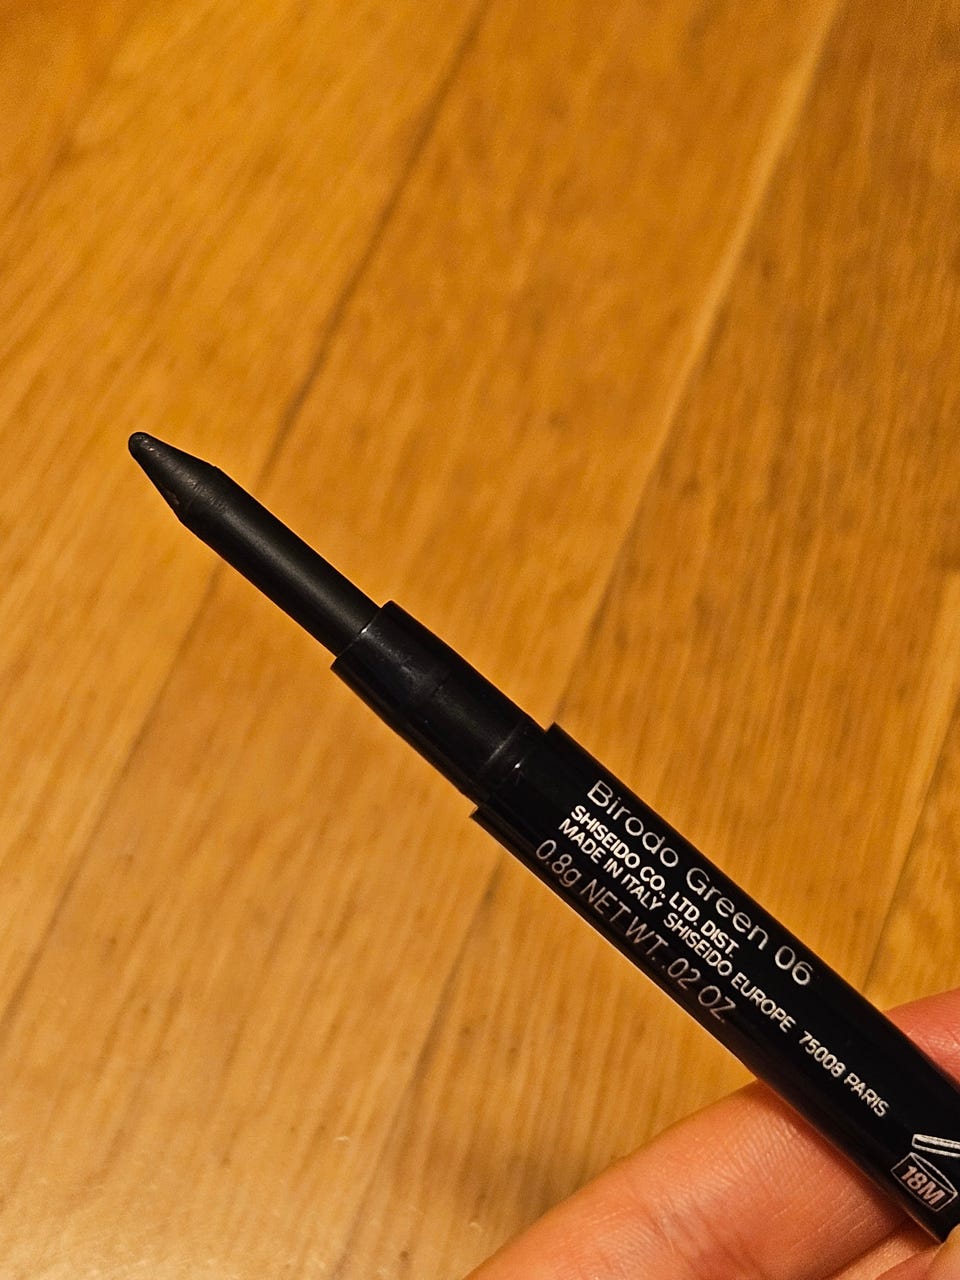 Birodo Green 06
SHISEIDO CO., LTD. DIST.
MADE IN ITALY SHISEIDO EUROPE 75008 PARIS
0.8g NET WT. .02 OZ.
18M